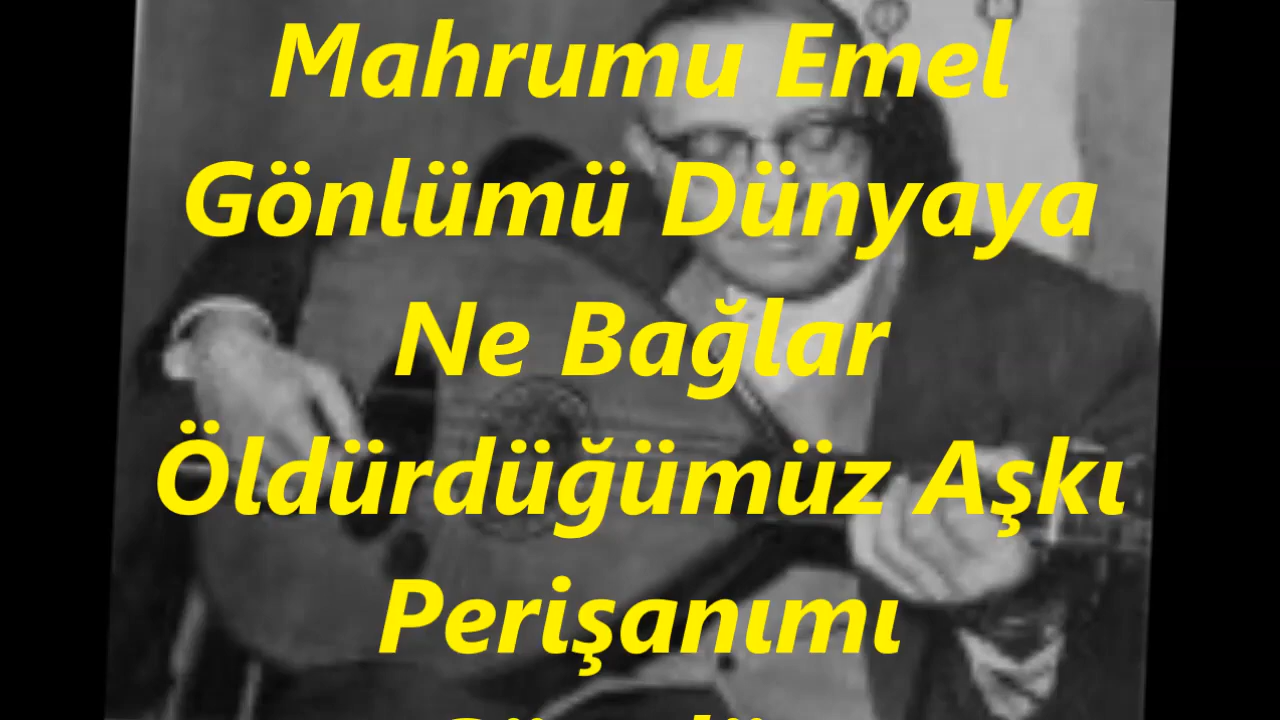 Mahrumu Emel
Gönlümü Dünyaya
Ne Bağlar
Öldürdüğümüz Aşkı
Perişanımı